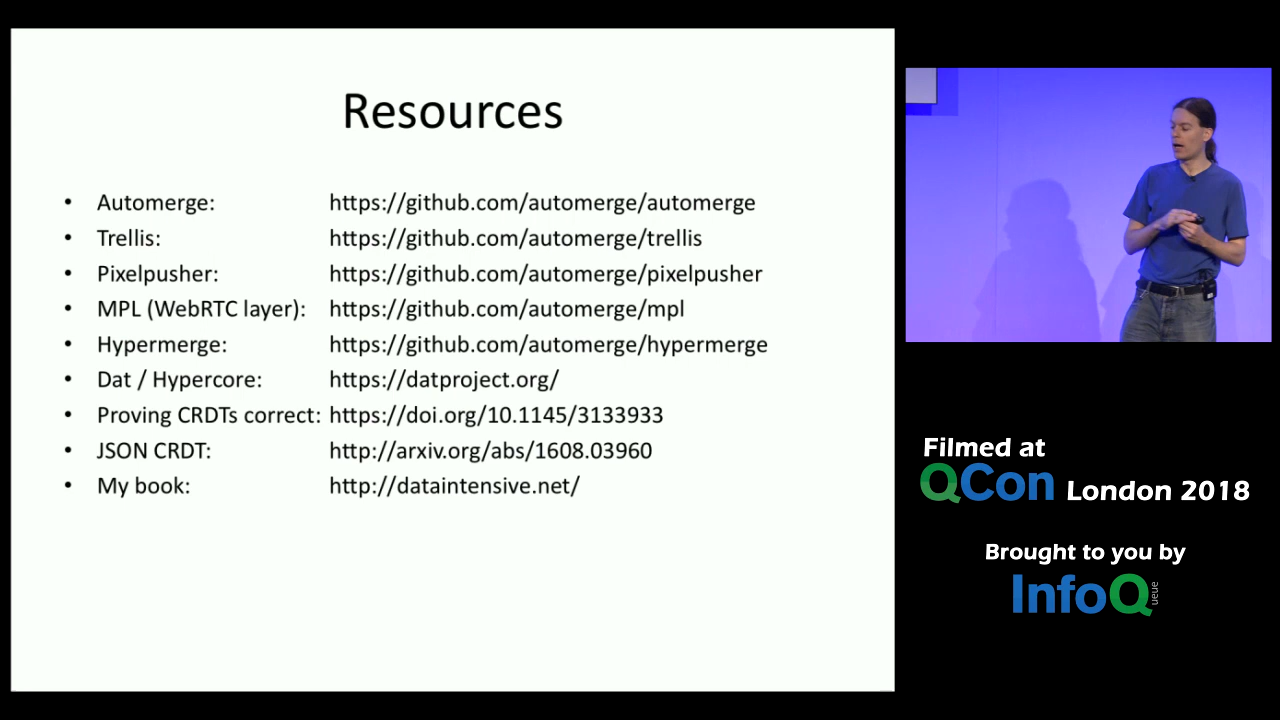 Resources
• Automerge: https://github.com/automerge/automerge
• Trellis: https://github.com/automerge/trellis
• Pixelpusher: https://github.com/automerge/pixelpusher
• MPL (WebRTC layer): https://github.com/automerge/mpl
• Hypermerge: https://github.com/automerge/hypermerge
• Dat / Hypercore: https://datproject.org/
• Proving CRDTs correct: https://doi.org/10.1145/3133933
• JSON CRDT: http://arxiv.org/abs/1608.03960
• My book: http://dataintensive.net/
Filmed at
QCon London 2018
Brought to you by
InfoQueue